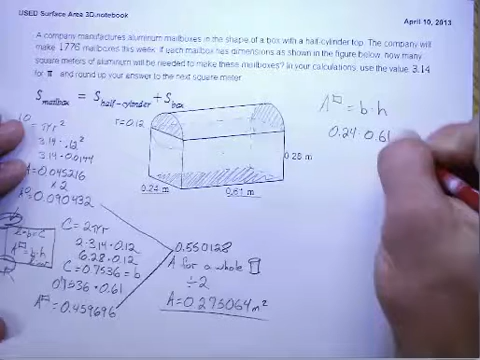 USED Surface Area 3D.notebook
April 10, 2013
A company manufactures aluminum mailboxes in the shape of a box with a half-cylinder top. The company will
make 1776 mailboxes this week. If each mailbox has dimensions as shown in the figure below, how many
square meters of aluminum will be needed to make these mailboxes? In your calculations, use the value 3.14
for π and round up your answer to the next square meter.
S mailbox = S half-cylinder + S box
r=0.12
0.28 m
0.24 m
0.61 m
A▭ = b·h
0.24·0.61
= πr²
3.14·.12²
3.14·0.0144
A=0.045216
×2
A=0.090432
C=2πr
2·3.14·0.12
6.28·0.12
C=0.7536=b
0.7536·0.61
A▭=0.459696
A▭=b·h
0.550128
A for a whole
÷2
A=0.275064m²